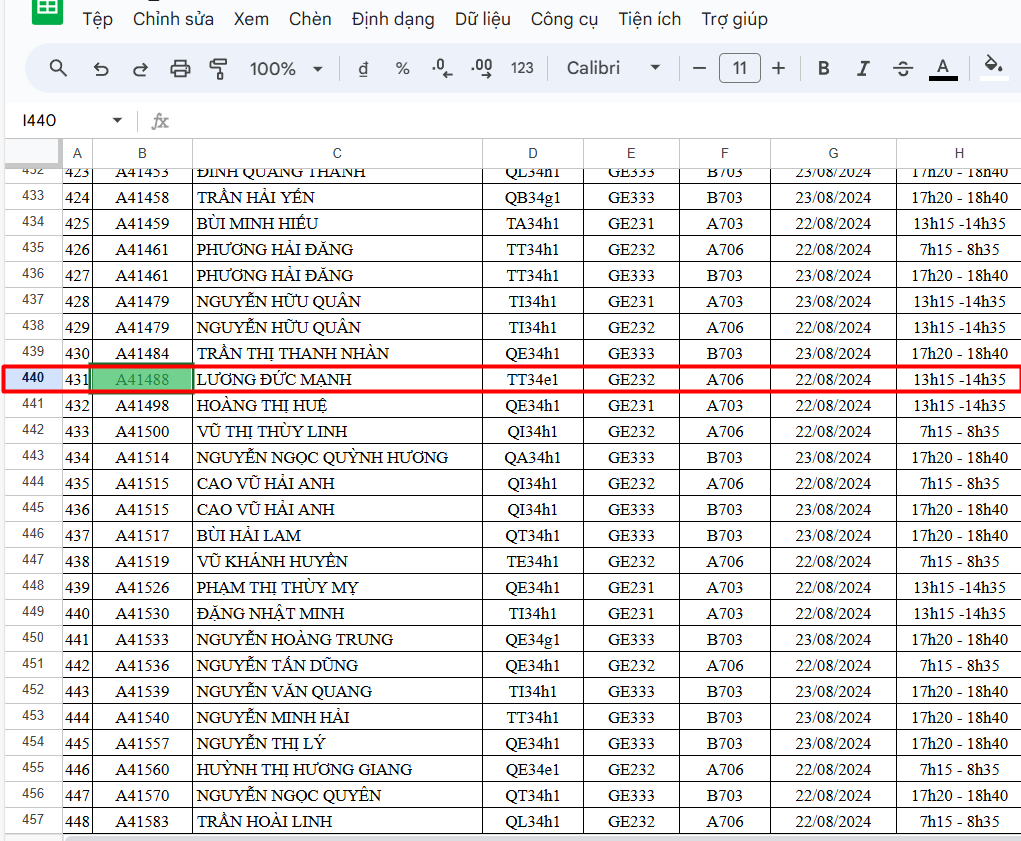 Tệp Chỉnh sửa Xem Chèn Định dạng Dữ liệu Công cụ Tiện ích Trợ giúp
100% đ % .0 .00 123 Calibri 11 B I A
I440 fx
A B C D E F G H
432 423 A41453 ĐINH QUANG THÀNH QL34h1 GE333 B703 23/08/2024 17h20 - 18h40
433 424 A41458 TRẦN HẢI YẾN QB34g1 GE333 B703 23/08/2024 17h20 - 18h40
434 425 A41459 BÙI MINH HIẾU TA34h1 GE231 A703 22/08/2024 13h15 -14h35
435 426 A41461 PHƯƠNG HẢI ĐĂNG TT34h1 GE232 A706 22/08/2024 7h15 - 8h35
436 427 A41461 PHƯƠNG HẢI ĐĂNG TT34h1 GE333 B703 23/08/2024 17h20 - 18h40
437 428 A41479 NGUYỄN HỮU QUÂN TI34h1 GE231 A703 22/08/2024 13h15 -14h35
438 429 A41479 NGUYỄN HỮU QUÂN TI34h1 GE232 A706 22/08/2024 13h15 -14h35
439 430 A41484 TRẦN THỊ THANH NHÀN QE34h1 GE333 B703 23/08/2024 17h20 - 18h40
440 431 A41488 LƯƠNG ĐỨC MẠNH TT34e1 GE232 A706 22/08/2024 13h15 -14h35
441 432 A41498 HOÀNG THỊ HUỆ QE34h1 GE231 A703 22/08/2024 13h15 -14h35
442 433 A41500 VŨ THỊ THÙY LINH QI34h1 GE232 A706 22/08/2024 7h15 - 8h35
443 434 A41514 NGUYỄN NGỌC QUỲNH HƯƠNG QA34h1 GE333 B703 23/08/2024 17h20 - 18h40
444 435 A41515 CAO VŨ HẢI ANH QI34h1 GE232 A706 22/08/2024 7h15 - 8h35
445 436 A41515 CAO VŨ HẢI ANH QI34h1 GE333 B703 23/08/2024 17h20 - 18h40
446 437 A41517 BÙI HẢI LAM QT34h1 GE333 B703 23/08/2024 17h20 - 18h40
447 438 A41519 VŨ KHÁNH HUYỀN TE34h1 GE232 A706 22/08/2024 7h15 - 8h35
448 439 A41526 PHẠM THỊ THÙY MY QE34h1 GE231 A703 22/08/2024 13h15 -14h35
449 440 A41530 ĐẶNG NHẬT MINH TI34h1 GE231 A703 22/08/2024 13h15 -14h35
450 441 A41533 NGUYỄN HOÀNG TRUNG QE34g1 GE333 B703 23/08/2024 17h20 - 18h40
451 442 A41536 NGUYỄN TẤN DŨNG QE34h1 GE232 A706 22/08/2024 7h15 - 8h35
452 443 A41539 NGUYỄN VĂN QUANG TI34h1 GE333 B703 23/08/2024 17h20 - 18h40
453 444 A41540 NGUYỄN MINH HẢI TT34h1 GE333 B703 23/08/2024 17h20 - 18h40
454 445 A41557 NGUYỄN THỊ LÝ QE34h1 GE333 B703 23/08/2024 17h20 - 18h40
455 446 A41560 HUỲNH THỊ HƯƠNG GIANG QE34e1 GE232 A706 22/08/2024 7h15 - 8h35
456 447 A41570 NGUYỄN NGỌC QUYÊN QT34h1 GE333 B703 23/08/2024 17h20 - 18h40
457 448 A41583 TRẦN HOÀI LINH QL34h1 GE232 A706 22/08/2024 7h15 - 8h35